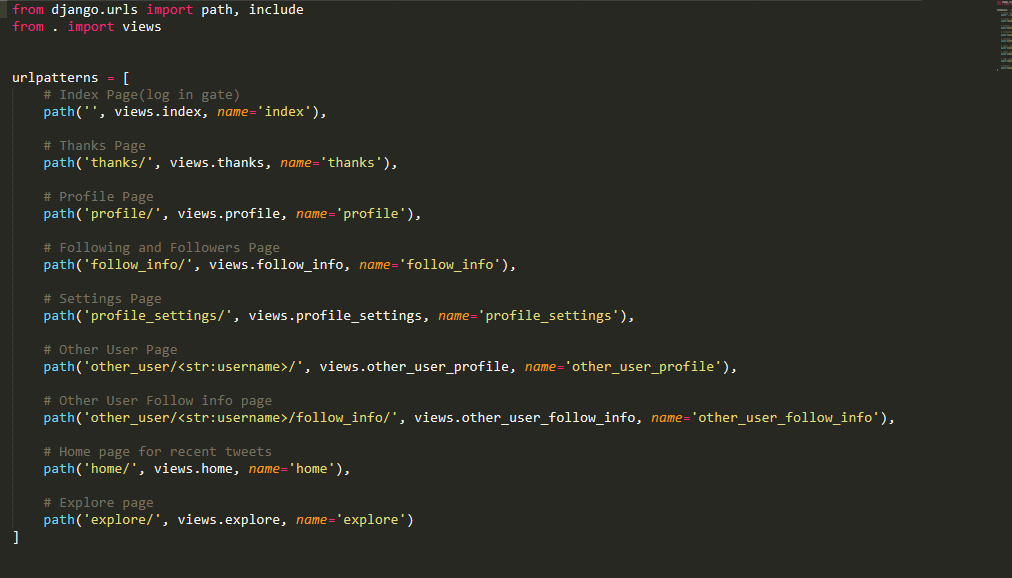 from django.urls import path, include
from . import views
urlpatterns = [
# Index Page(log in gate)
path('', views.index, name='index'),
# Thanks Page
path('thanks/', views.thanks, name='thanks'),
# Profile Page
path('profile/', views.profile, name='profile'),
# Following and Followers Page
path('follow_info/', views.follow_info, name='follow_info'),
# Settings Page
path('profile_settings/', views.profile_settings, name='profile_settings'),
# Other User Page
path('other_user/<str:username>/', views.other_user_profile, name='other_user_profile'),
# Other User Follow info page
path('other_user/<str:username>/follow_info/', views.other_user_follow_info, name='other_user_follow_info'),
# Home page for recent tweets
path('home/', views.home, name='home'),
# Explore page
path('explore/', views.explore, name='explore')
]